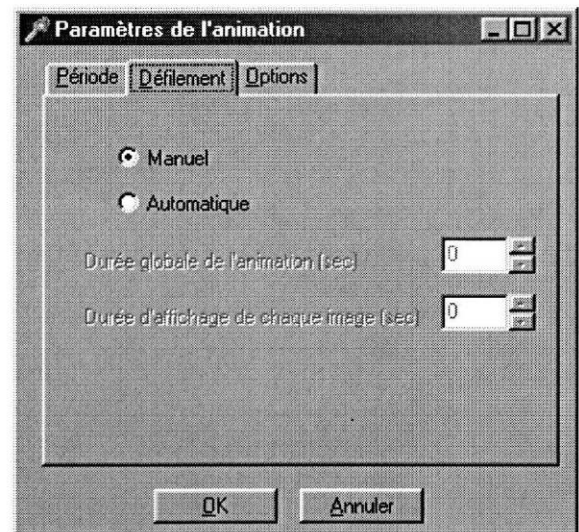 Paramètres de l'animation
Période Défilement Options
Manuel
Automatique
Durée globale de l'animation (sec) 0
Durée d'affichage de chaque image (sec) 0
OK Annuler